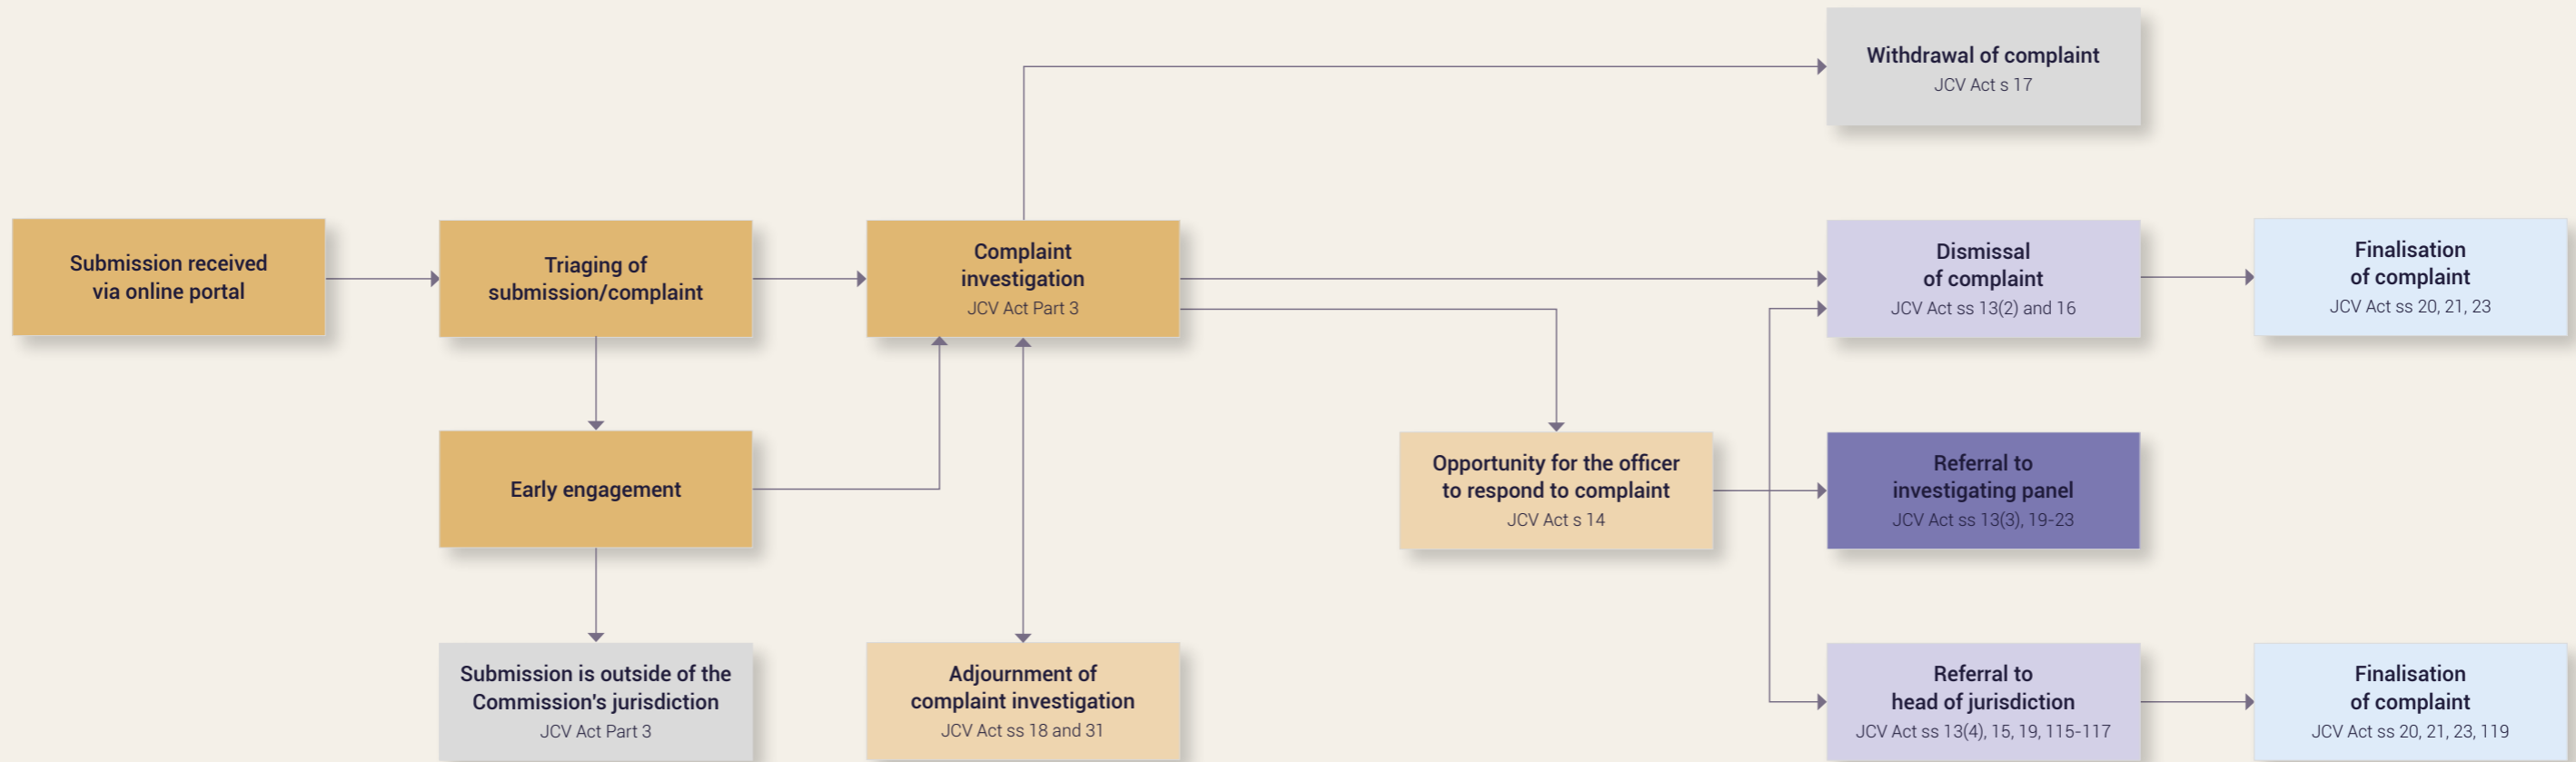 Withdrawal of complaint
JCV Act s 17
Submission received
via online portal
Triaging of
submission/complaint
Complaint
investigation
JCV Act Part 3
Dismissal
of complaint
JCV Act ss 13(2) and 16
Finalisation
of complaint
JCV Act ss 20, 21, 23
Early engagement
Opportunity for the officer
to respond to complaint
JCV Act s 14
Referral to
investigating panel
JCV Act ss 13(3), 19-23
Submission is outside of the
Commission's jurisdiction
JCV Act Part 3
Adjournment of
complaint investigation
JCV Act ss 18 and 31
Referral to
head of jurisdiction
JCV Act ss 13(4), 15, 19, 115-117
Finalisation
of complaint
JCV Act ss 20, 21, 23, 119